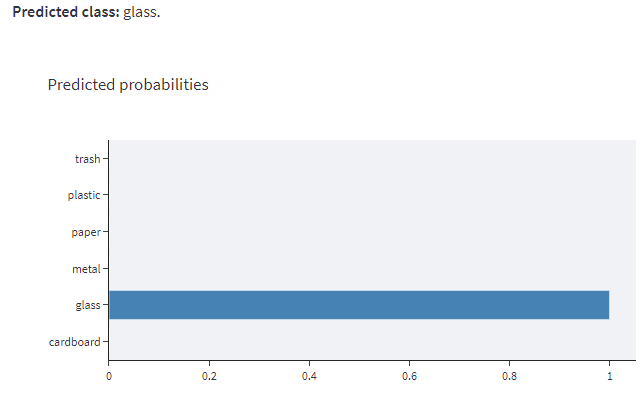 Predicted class: glass.
Predicted probabilities
trash
plastic
paper
metal
glass
cardboard
0 0.2 0.4 0.6 0.8 1